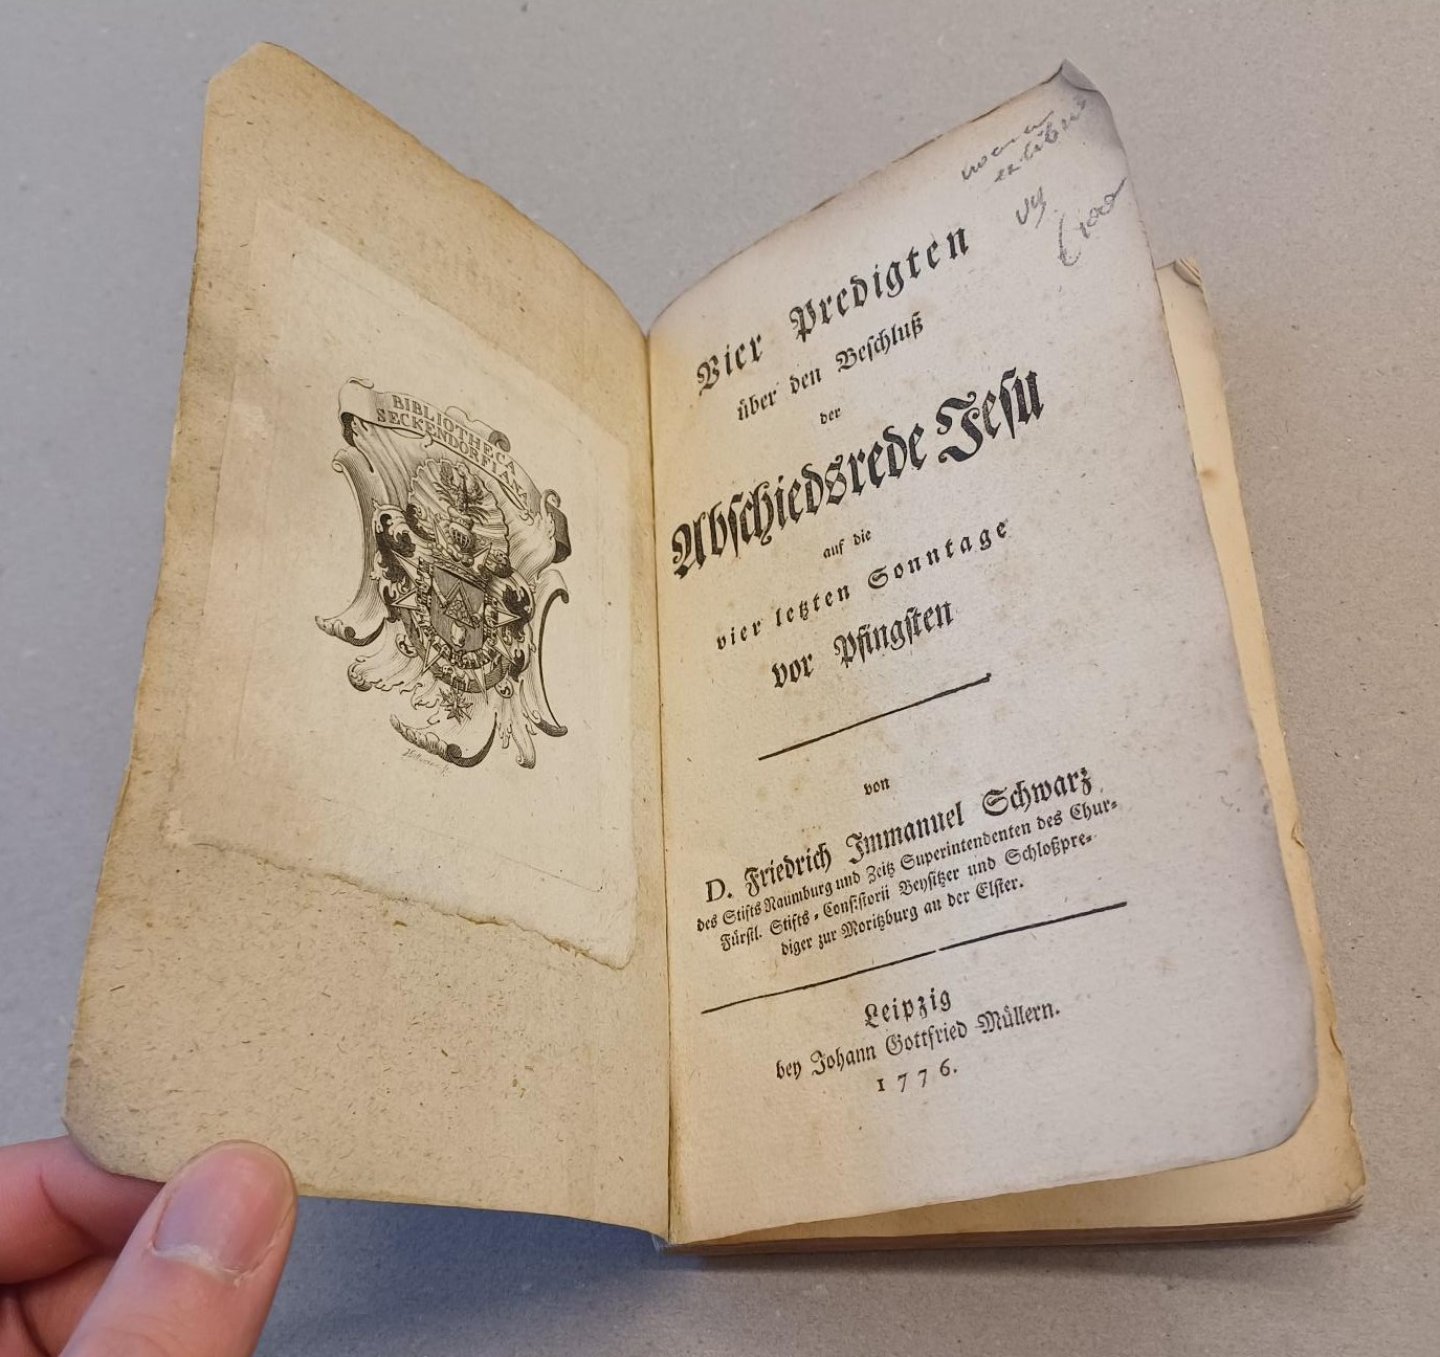 BIBLIOTHECA
SECKENDORFIANA
ex libris
Vier Predigten
über den Beschluß
der
Abschiedsrede Jesu
auf die
vier letzten Sonntage
vor Pfingsten
von
D. Friedrich Immanuel Schwarz
des Stifts Naumburg und Zeitz Superintendenten des Chur-
Fürstl. Stifts-Consistorii Beysitzer und Schloßpre-
diger zur Moritzburg an der Elster.
Leipzig
bey Johann Gottfried Müllern.
1776.